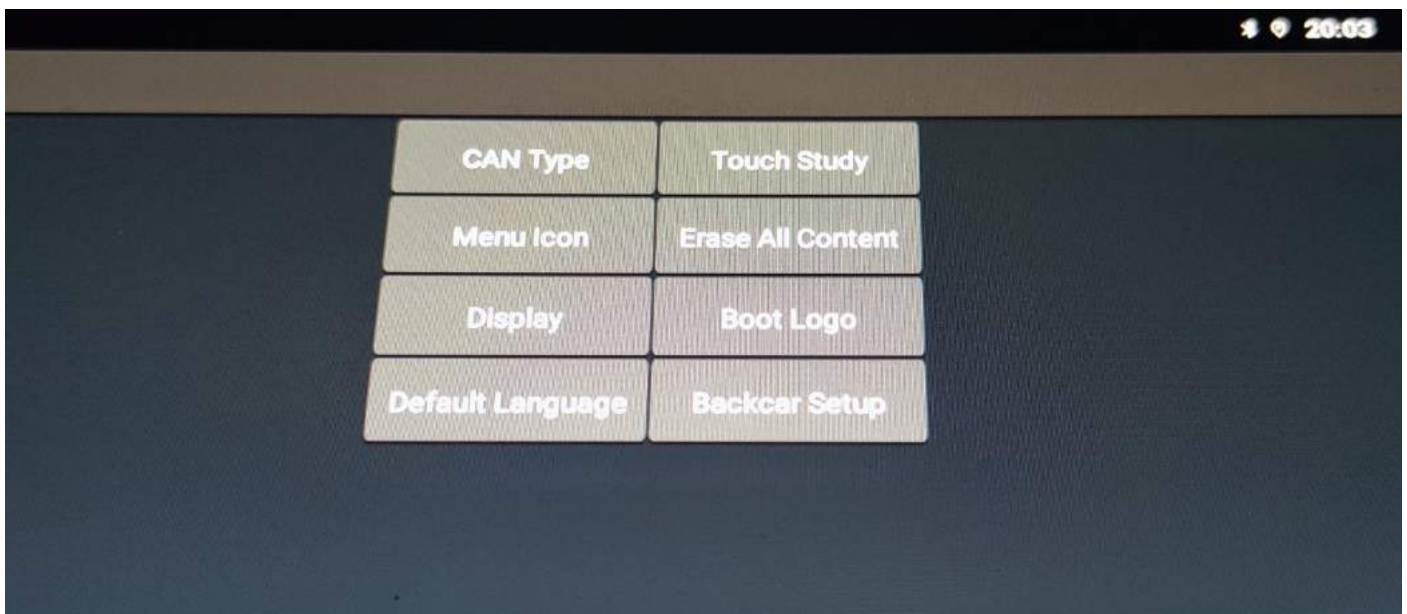 20:03
CAN Type
Touch Study
Menu Icon
Erase All Content
Display
Boot Logo
Default Language
Backcar Setup